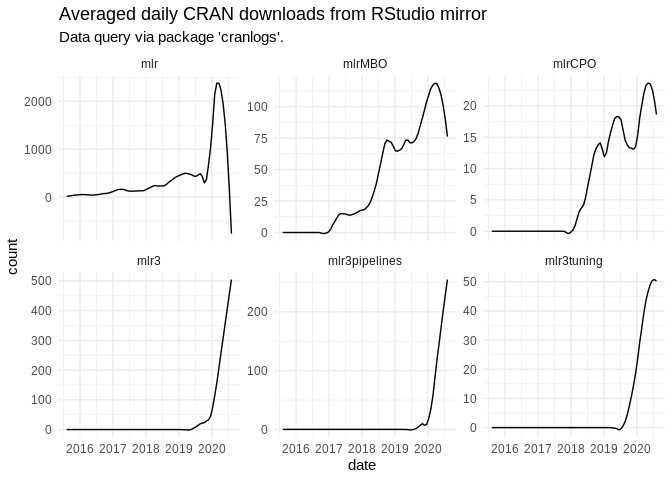 Averaged daily CRAN downloads from RStudio mirror
Data query via package 'cranlogs'.
mlr
mlrMBO
mlrCPO
2000
1000
0
100
75
50
25
0
20
15
10
5
0
count
mlr3
mlr3pipelines
mlr3tuning
500
400
300
200
100
0
200
100
0
50
40
30
20
10
0
2016 2017 2018 2019 2020
2016 2017 2018 2019 2020
2016 2017 2018 2019 2020
date